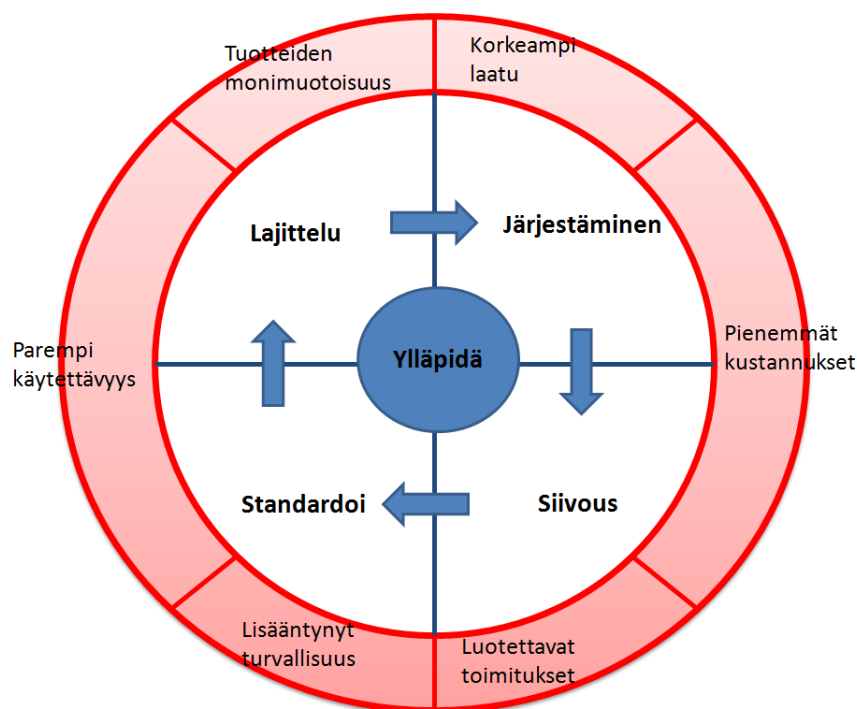 Tuotteiden
monimuotoisuus
Korkeampi
laatu
Lajittelu
Järjestäminen
Parempi
käytettävyys
Ylläpidä
Pienemmät
kustannukset
Standardoi
Siivous
Lisääntynyt
turvallisuus
Luotettavat
toimitukset